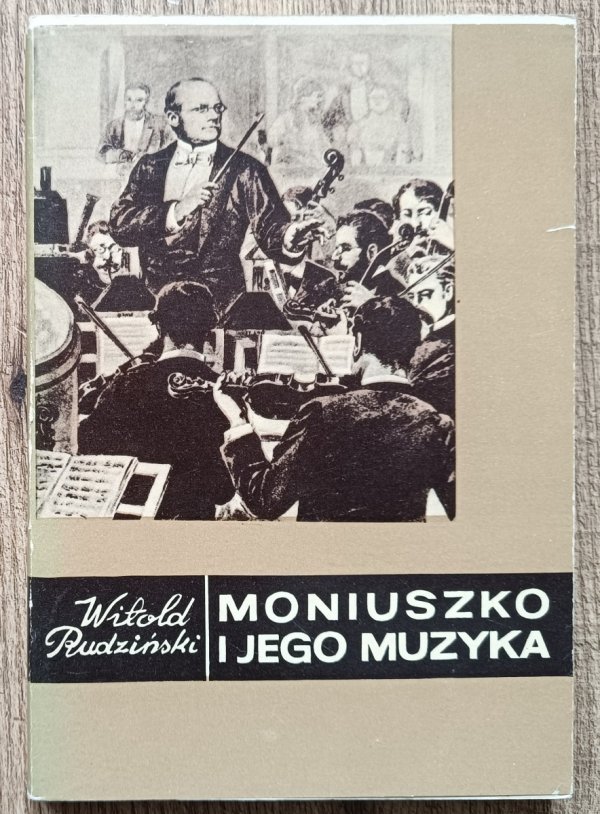 Witold
Rudziński
MONIUSZKO
I JEGO MUZYKA